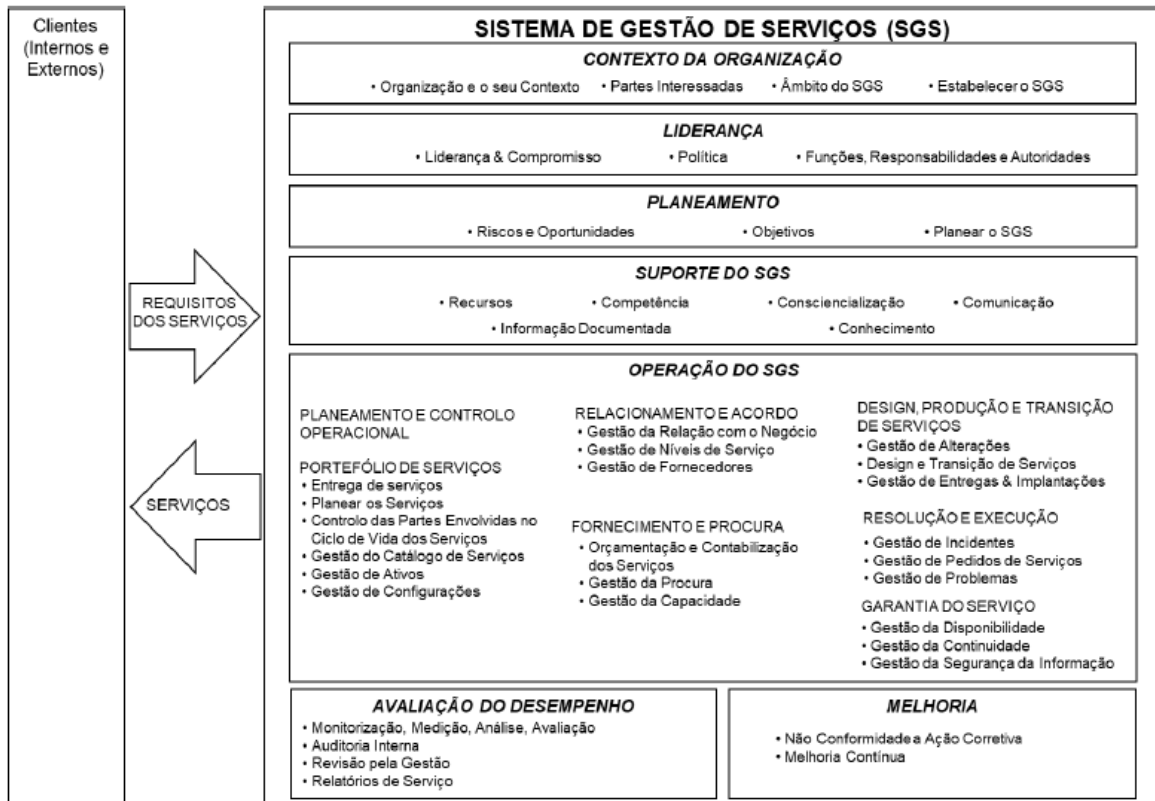 Clientes
(Internos e
Externos)
REQUISITOS
DOS SERVIÇOS
SERVIÇOS
SISTEMA DE GESTÃO DE SERVIÇOS (SGS)
CONTEXTO DA ORGANIZAÇÃO
• Organização e o seu Contexto • Partes Interessadas • Âmbito do SGS • Estabelecer o SGS
LIDERANÇA
• Liderança & Compromisso • Política • Funções, Responsabilidades e Autoridades
PLANEAMENTO
• Riscos e Oportunidades • Objetivos • Planear o SGS
SUPORTE DO SGS
• Recursos • Competência • Consciencialização • Comunicação
• Informação Documentada • Conhecimento
OPERAÇÃO DO SGS
PLANEAMENTO E CONTROLO
OPERACIONAL
PORTEFÓLIO DE SERVIÇOS
• Entrega de serviços
• Planear os Serviços
• Controlo das Partes Envolvidas no
Ciclo de Vida dos Serviços
• Gestão do Catálogo de Serviços
• Gestão de Ativos
• Gestão de Configurações
RELACIONAMENTO E ACORDO
• Gestão da Relação com o Negócio
• Gestão de Níveis de Serviço
• Gestão de Fornecedores
FORNECIMENTO E PROCURA
• Orçamentação e Contabilização
dos Serviços
• Gestão da Procura
• Gestão da Capacidade
DESIGN, PRODUÇÃO E TRANSIÇÃO
DE SERVIÇOS
• Gestão de Alterações
• Design e Transição de Serviços
• Gestão de Entregas & Implantações
RESOLUÇÃO E EXECUÇÃO
• Gestão de Incidentes
• Gestão de Pedidos de Serviços
• Gestão de Problemas
GARANTIA DO SERVIÇO
• Gestão da Disponibilidade
• Gestão da Continuidade
• Gestão da Segurança da Informação
AVALIAÇÃO DO DESEMPENHO
• Monitorização, Medição, Análise, Avaliação
• Auditoria Interna
• Revisão pela Gestão
• Relatórios de Serviço
MELHORIA
• Não Conformidade a Ação Corretiva
• Melhoria Contínua